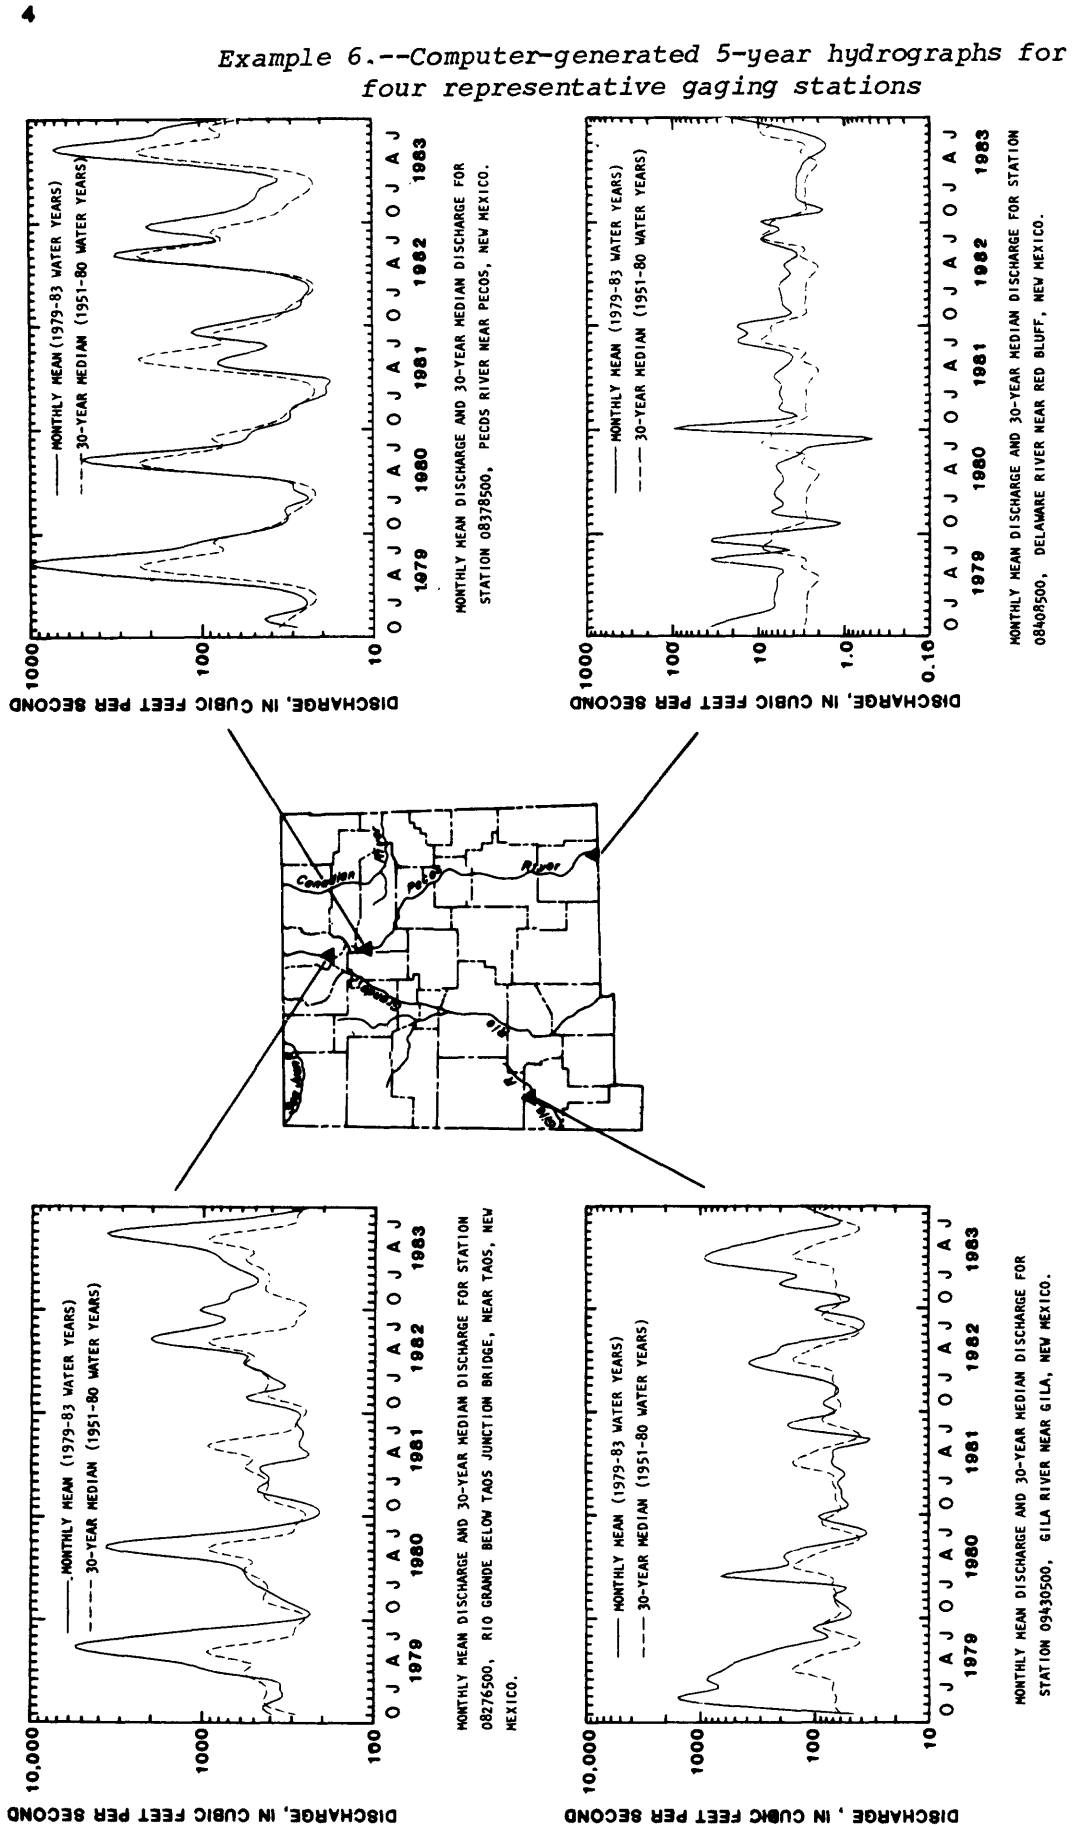 4
Example 6.--Computer-generated 5-year hydrographs for
four representative gaging stations
DISCHARGE, IN CUBIC FEET PER SECOND
10,000
1000
100
MONTHLY MEAN (1979-83 WATER YEARS)
30-YEAR MEDIAN (1951-80 WATER YEARS)
O J A J O J A J O J A J O J A J O J A J
1979 1980 1981 1982 1983
MONTHLY MEAN DISCHARGE AND 30-YEAR MEDIAN DISCHARGE FOR STATION
08276500, RIO GRANDE BELOW TAOS JUNCTION BRIDGE, NEAR TAOS, NEW
MEXICO.
DISCHARGE, IN CUBIC FEET PER SECOND
1000
100
10
MONTHLY MEAN (1979-83 WATER YEARS)
30-YEAR MEDIAN (1951-80 WATER YEARS)
O J A J O J A J O J A J O J A J O J A J
1979 1980 1981 1982 1983
MONTHLY MEAN DISCHARGE AND 30-YEAR MEDIAN DISCHARGE FOR
STATION 08378500, PECOS RIVER NEAR PECOS, NEW MEXICO.
San Juan
Canadian
Pecos
River
Rio
Grande
Gila
R
DISCHARGE, IN CUBIC FEET PER SECOND
10,000
1000
100
10
MONTHLY MEAN (1979-83 WATER YEARS)
30-YEAR MEDIAN (1951-80 WATER YEARS)
O J A J O J A J O J A J O J A J O J A J
1979 1980 1981 1982 1983
MONTHLY MEAN DISCHARGE AND 30-YEAR MEDIAN DISCHARGE FOR
STATION 09430500, GILA RIVER NEAR GILA, NEW MEXICO.
DISCHARGE, IN CUBIC FEET PER SECOND
1000
100
10
1.0
0.10
MONTHLY MEAN (1979-83 WATER YEARS)
30-YEAR MEDIAN (1951-80 WATER YEARS)
O J A J O J A J O J A J O J A J O J A J
1979 1980 1981 1982 1983
MONTHLY MEAN DISCHARGE AND 30-YEAR MEDIAN DISCHARGE FOR STATION
08408500, DELAWARE RIVER NEAR RED BLUFF, NEW MEXICO.